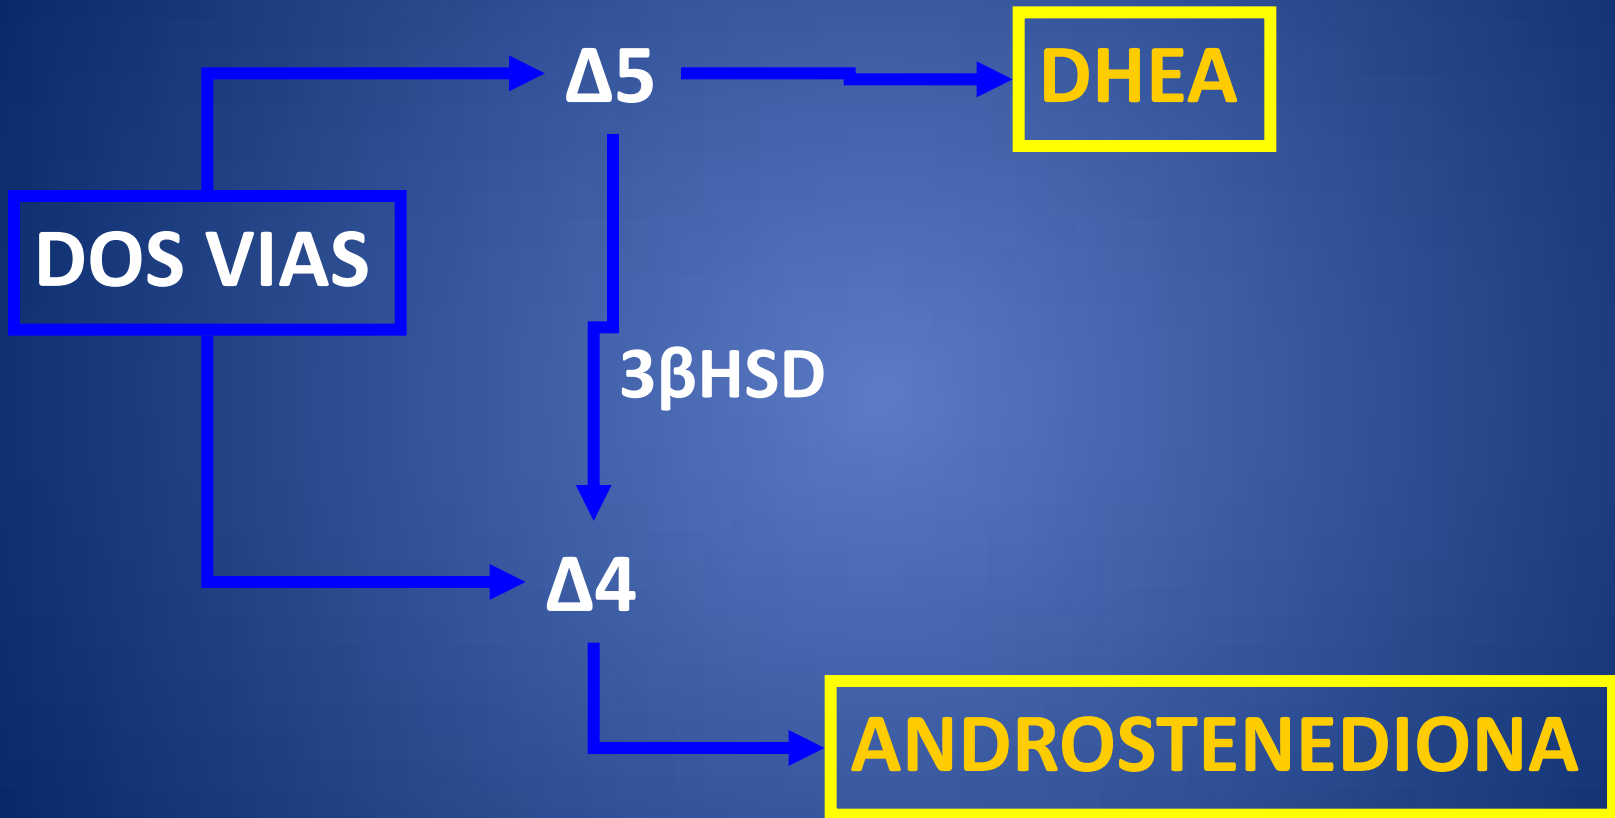 Δ5
DHEA
DOS VIAS
3βHSD
Δ4
ANDROSTENEDIONA